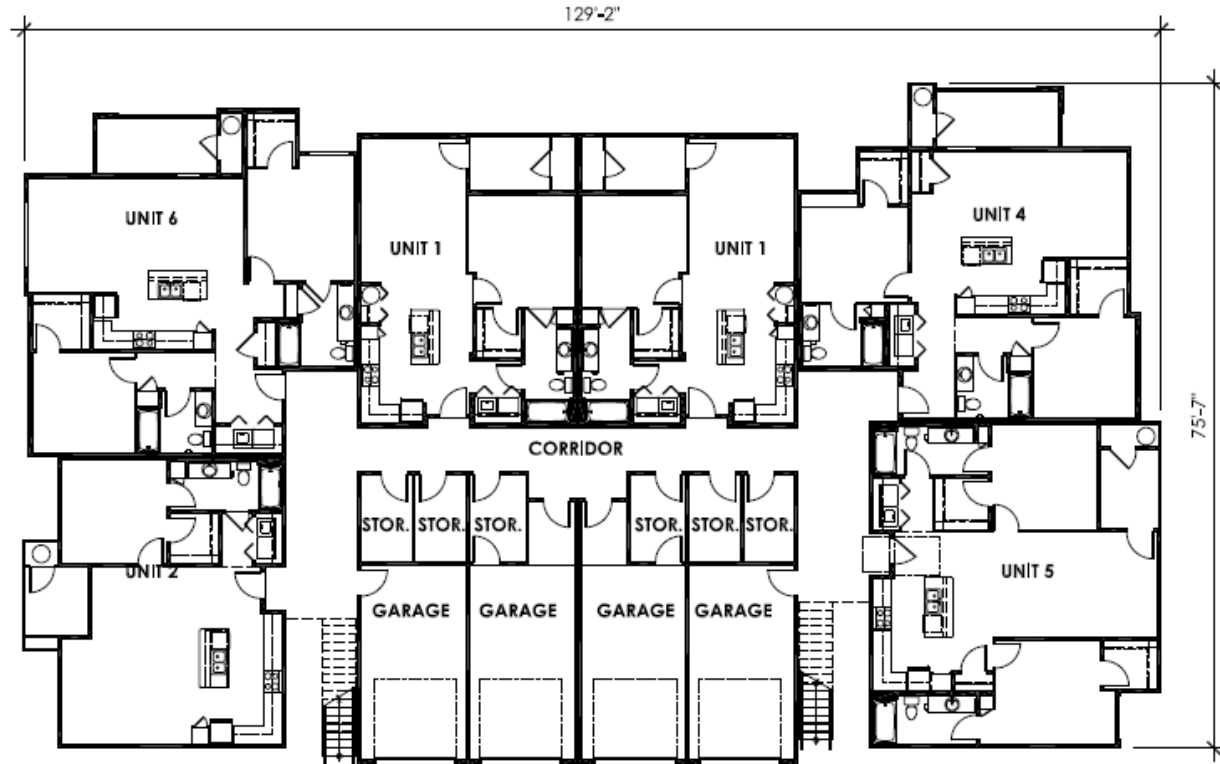 129'-2"
UNIT 6
UNIT 1
UNIT 1
UNIT 4
75'-7"
CORRIDOR
STOR.
STOR.
STOR.
STOR.
STOR.
STOR.
UNIT 2
UNIT 5
GARAGE
GARAGE
GARAGE
GARAGE